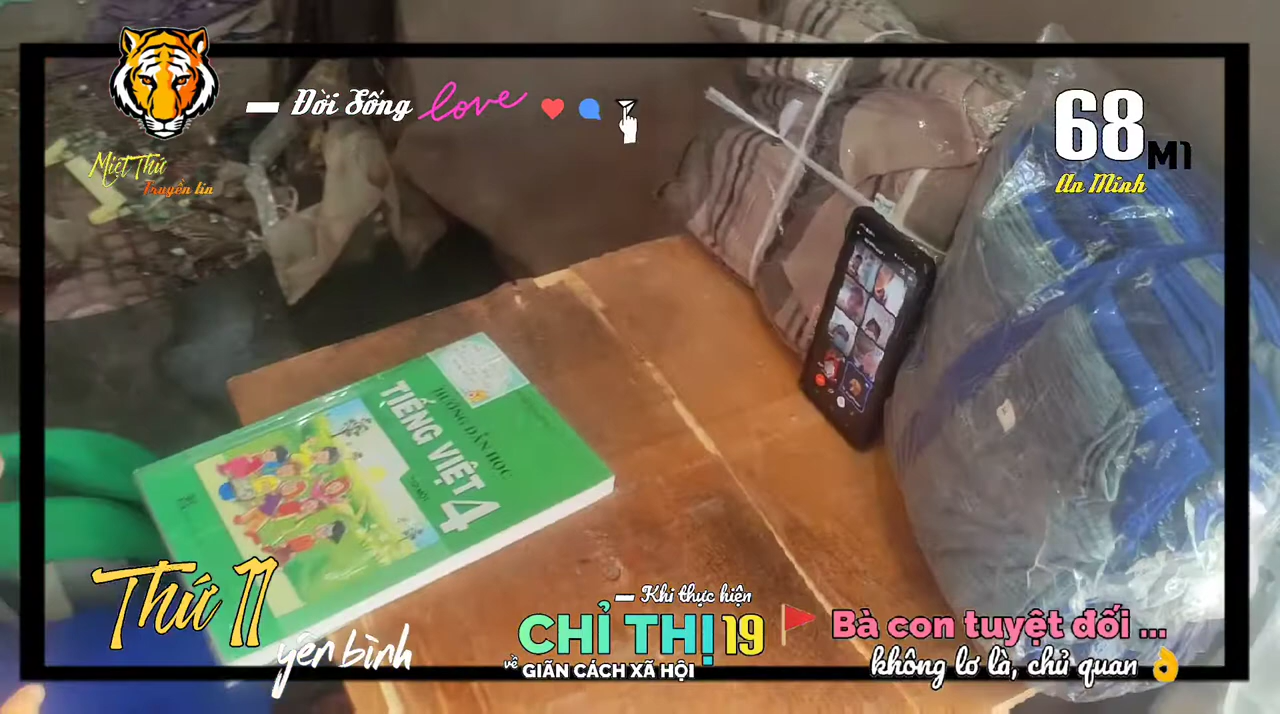 Đời Sống love
68
M1
An Minh
Miệt Thứ
Truyền tin
HƯỚNG DẪN HỌC
TIẾNG VIỆT 4
TẬP MỘT
Thứ 11
yên bình
Khi thực hiện
CHỈ THỊ 19
về GIÃN CÁCH XÃ HỘI
Bà con tuyệt đối ...
không lơ là, chủ quan